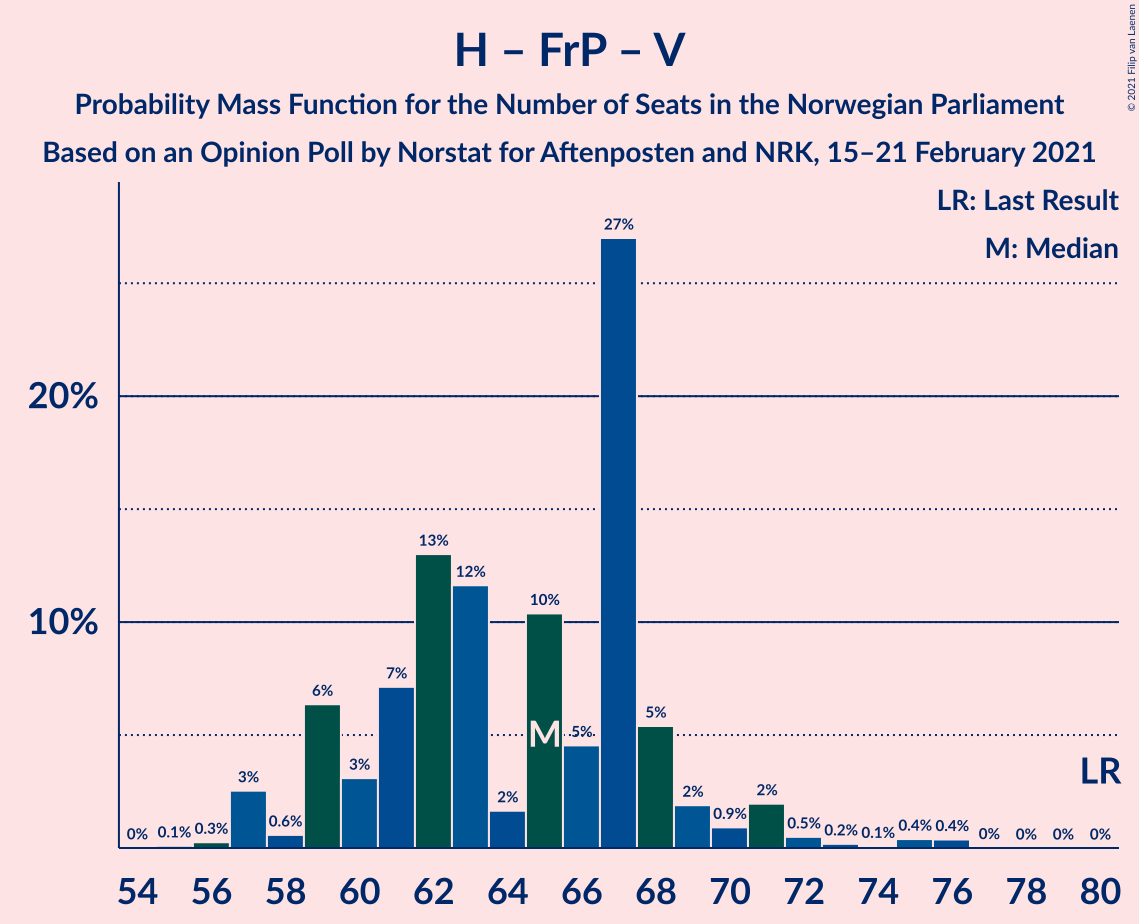 H – FrP – V
Probability Mass Function for the Number of Seats in the Norwegian Parliament
Based on an Opinion Poll by Norstat for Aftenposten and NRK, 15–21 February 2021
© 2021 Filip van Laenen
LR: Last Result
M: Median
20%
10%
0% 0.1% 0.3% 3% 0.6% 6% 3% 7% 13% 12% 2% 10% 5% 27% 5% 2% 0.9% 2% 0.5% 0.2% 0.1% 0.4% 0.4% 0% 0% 0% 0%
M
LR
54 56 58 60 62 64 66 68 70 72 74 76 78 80